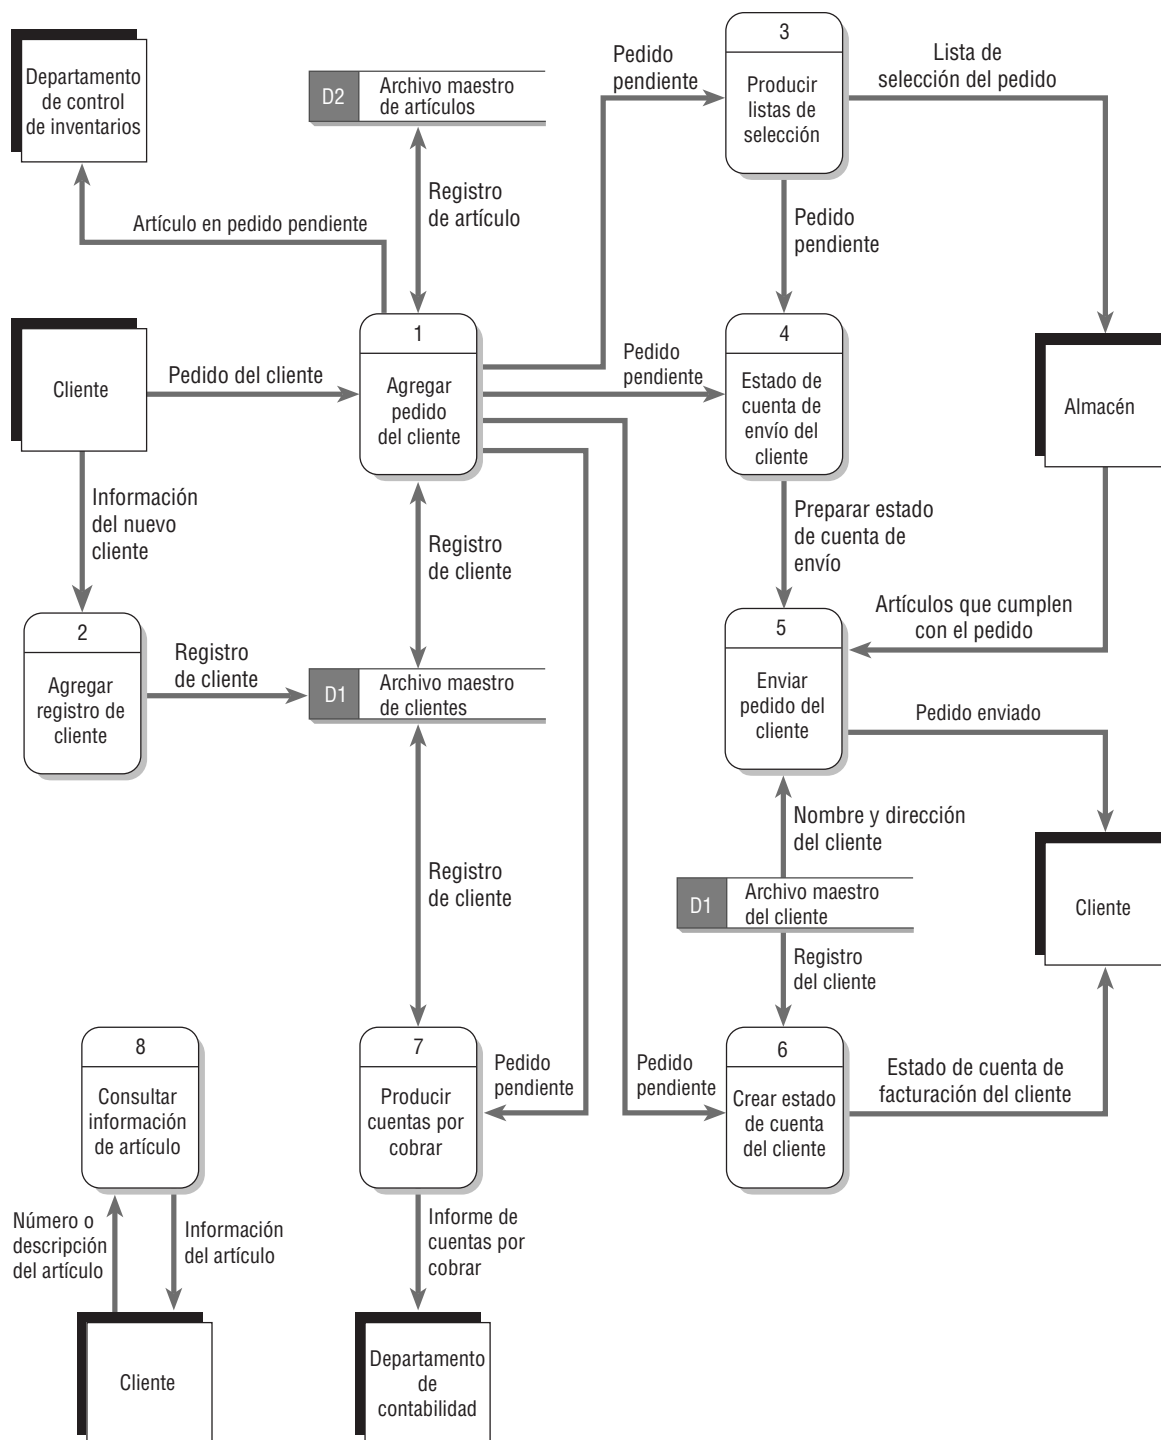 3
Producir
listas de
selección
Pedido
pendiente
Lista de
selección del pedido
Departamento
de control
de inventarios
D2
Archivo maestro
de artículos
Registro
de artículo
Artículo en pedido pendiente
Pedido
pendiente
Cliente
Pedido del cliente
1
Agregar
pedido
del cliente
Pedido
pendiente
4
Estado de
cuenta de
envío del
cliente
Almacén
Información
del nuevo
cliente
Registro
de cliente
Preparar estado
de cuenta de
envío
Artículos que cumplen
con el pedido
2
Agregar
registro de
cliente
Registro
de cliente
D1
Archivo maestro
de clientes
5
Enviar
pedido del
cliente
Pedido enviado
Nombre y dirección
del cliente
Registro
de cliente
D1
Archivo maestro
del cliente
Cliente
Registro
del cliente
8
Consultar
información
de artículo
7
Producir
cuentas por
cobrar
Pedido
pendiente
Pedido
pendiente
6
Crear estado
de cuenta
del cliente
Estado de cuenta de
facturación del cliente
Número o
descripción
del artículo
Información
del artículo
Informe de
cuentas por
cobrar
Cliente
Departamento
de
contabilidad